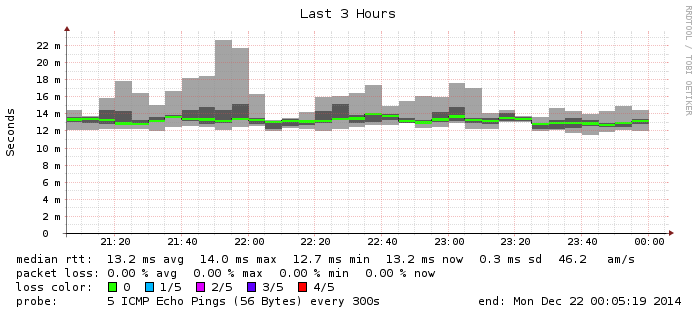 Last 3 Hours
RRDTOOL / TOBI OETIKER
Seconds
22 m
20 m
18 m
16 m
14 m
12 m
10 m
8 m
6 m
4 m
2 m
0
21:20 21:40 22:00 22:20 22:40 23:00 23:20 23:40 00:00
median rtt: 13.2 ms avg 14.0 ms max 12.7 ms min 13.2 ms now 0.3 ms sd 46.2 am/s
packet loss: 0.00 % avg 0.00 % max 0.00 % min 0.00 % now
loss color: 0 1/5 2/5 3/5 4/5
probe: 5 ICMP Echo Pings (56 Bytes) every 300s end: Mon Dec 22 00:05:19 2014